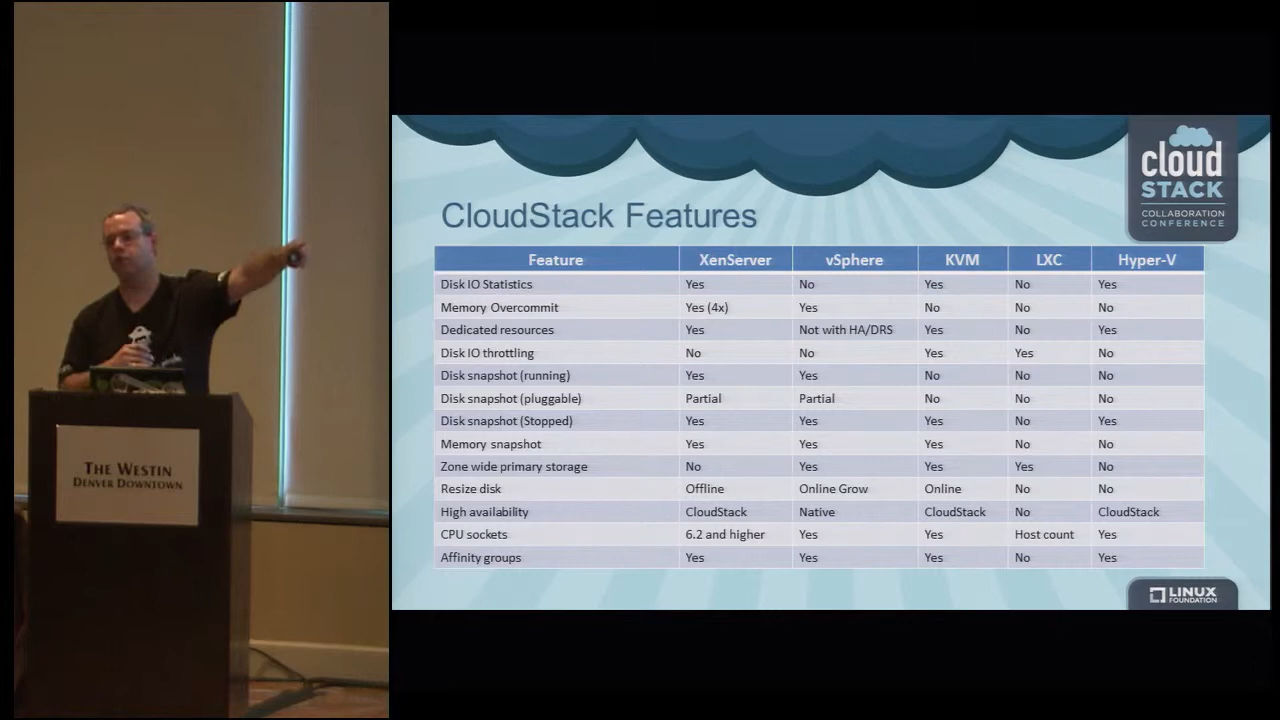 THE WESTIN
DENVER DOWNTOWN
cloud
STACK
COLLABORATION
CONFERENCE
CloudStack Features
Feature XenServer vSphere KVM LXC Hyper-V
Disk IO Statistics Yes No Yes No Yes
Memory Overcommit Yes (4x) Yes No No No
Dedicated resources Yes Not with HA/DRS Yes No Yes
Disk IO throttling No No Yes Yes No
Disk snapshot (running) Yes Yes No No No
Disk snapshot (pluggable) Partial Partial No No No
Disk snapshot (Stopped) Yes Yes Yes No Yes
Memory snapshot Yes Yes Yes No No
Zone wide primary storage No Yes Yes Yes No
Resize disk Offline Online Grow Online No No
High availability CloudStack Native CloudStack No CloudStack
CPU sockets 6.2 and higher Yes Yes Host count Yes
Affinity groups Yes Yes Yes No Yes
LINUX
FOUNDATION